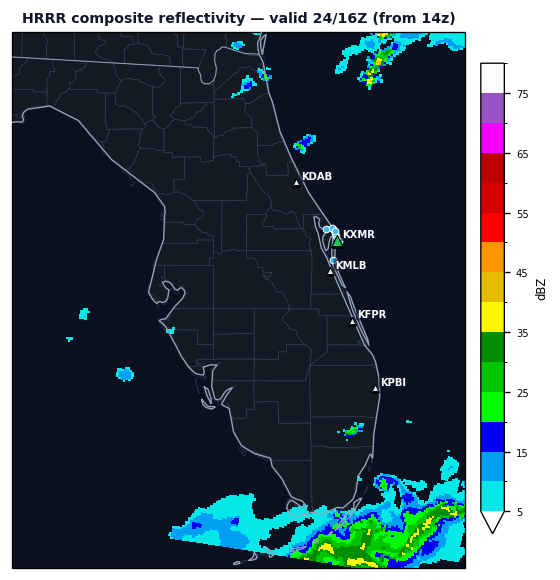 HRRR composite reflectivity — valid 24/16Z (from 14z)
KDAB
KXMR
KMLB
KFPR
KPBI
75
65
55
45
35
25
15
5
dBZ